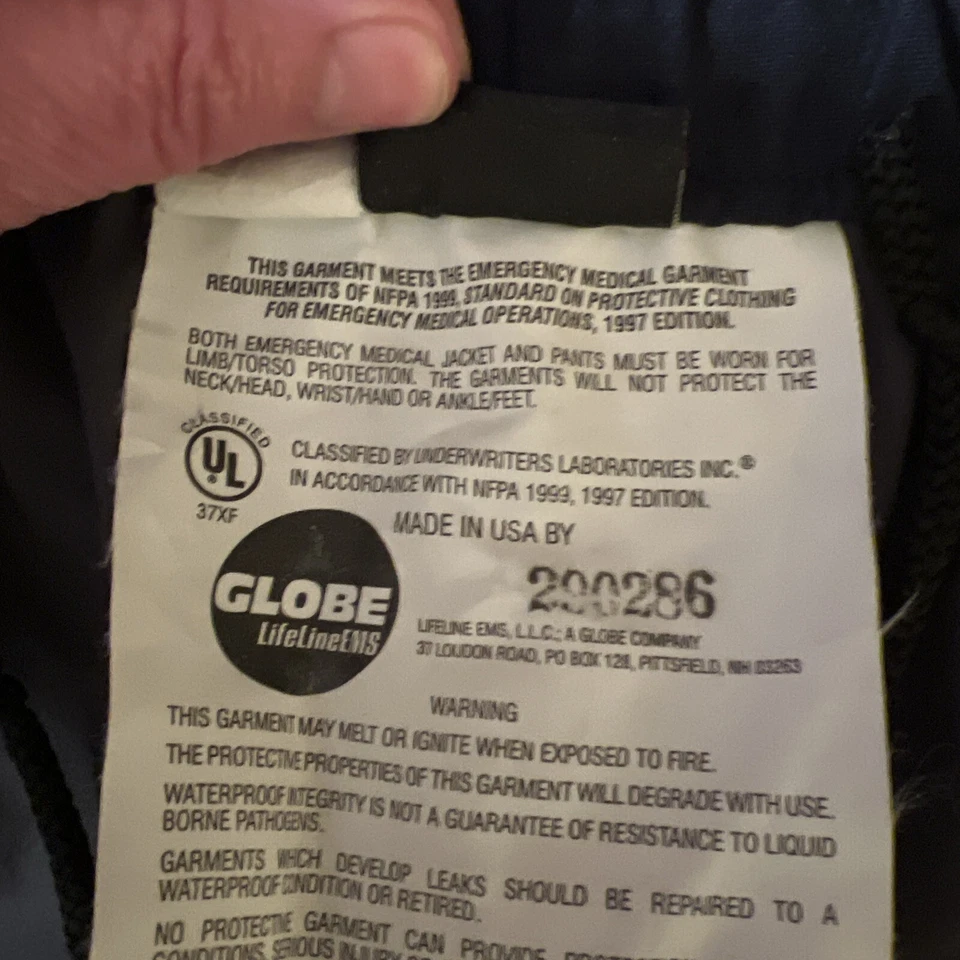 THIS GARMENT MEETS THE EMERGENCY MEDICAL GARMENT
REQUIREMENTS OF NFPA 1999, STANDARD ON PROTECTIVE CLOTHING
FOR EMERGENCY MEDICAL OPERATIONS, 1997 EDITION.
BOTH EMERGENCY MEDICAL JACKET AND PANTS MUST BE WORN FOR
LIMB/TORSO PROTECTION. THE GARMENTS WILL NOT PROTECT THE
NECK/HEAD, WRIST/HAND OR ANKLE/FEET.
CLASSIFIED
UL
®
37XF
CLASSIFIED BY UNDERWRITERS LABORATORIES INC.®
IN ACCORDANCE WITH NFPA 1999, 1997 EDITION.
MADE IN USA BY
GLOBE
LifeLineEMS
290286
LIFELINE EMS, L.L.C.; A GLOBE COMPANY
37 LOUDON ROAD, PO BOX 128, PITTSFIELD, NH 03263
WARNING
THIS GARMENT MAY MELT OR IGNITE WHEN EXPOSED TO FIRE.
THE PROTECTIVE PROPERTIES OF THIS GARMENT WILL DEGRADE WITH USE.
WATERPROOF INTEGRITY IS NOT A GUARANTEE OF RESISTANCE TO LIQUID
BORNE PATHOGENS.
GARMENTS WHICH DEVELOP LEAKS SHOULD BE REPAIRED TO A
WATERPROOF CONDITION OR RETIRED.
NO PROTECTIVE GARMENT CAN PROVIDE
CONDITIONS, SERIOUS INJURY